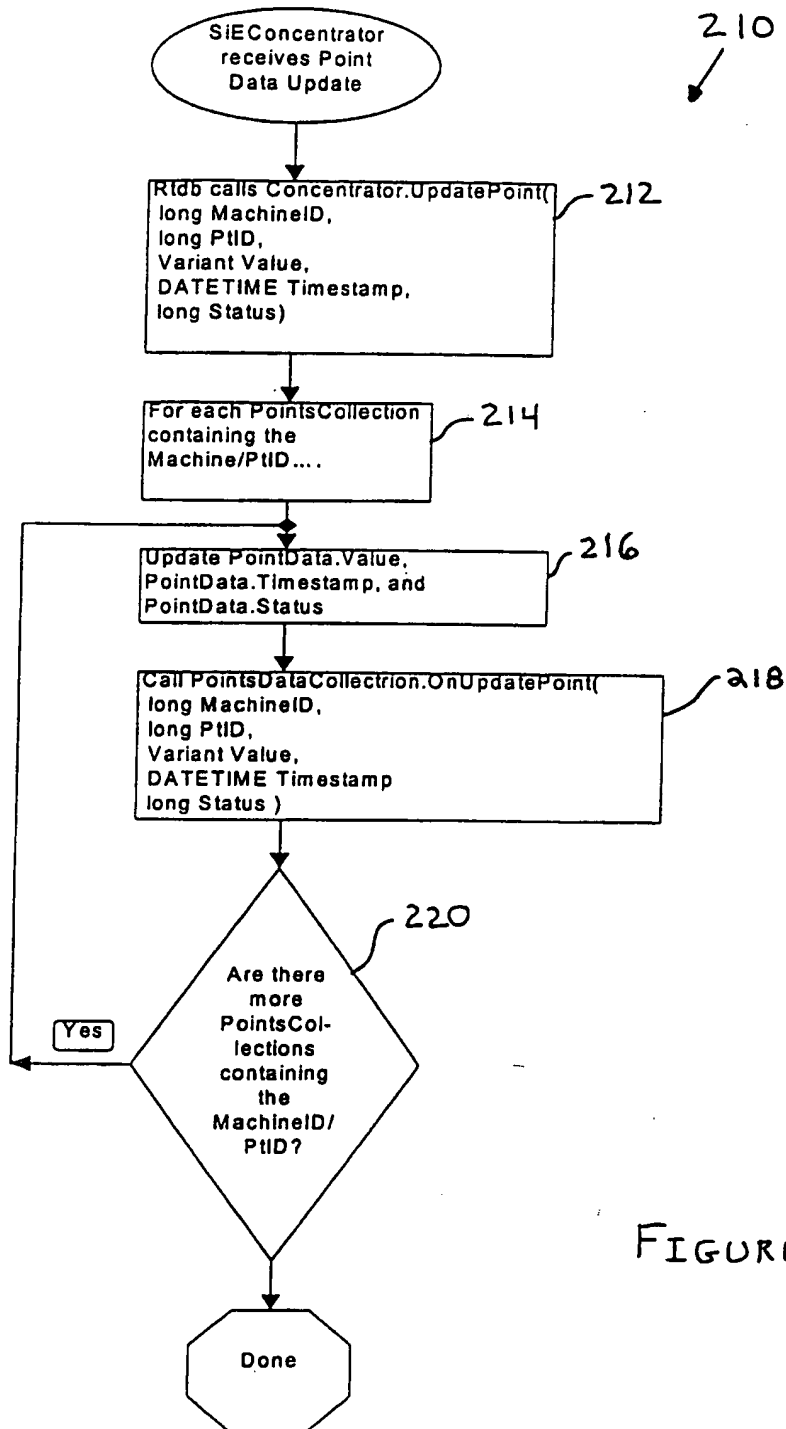 SiEConcentrator
receives Point
Data Update
210
Rtdb calls Concentrator.UpdatePoint(
long MachineID,
long PtID,
Variant Value,
DATETIME Timestamp,
long Status)
212
For each PointsCollection
containing the
Machine/PtID....
214
Update PointData.Value,
PointData.Timestamp, and
PointData.Status
216
Call PointsDataCollectrion.OnUpdatePoint(
long MachineID,
long PtID,
Variant Value,
DATETIME Timestamp
long Status )
218
220
Are there
more
PointsCol-
lections
containing
the
MachineID/
PtID?
Yes
Done